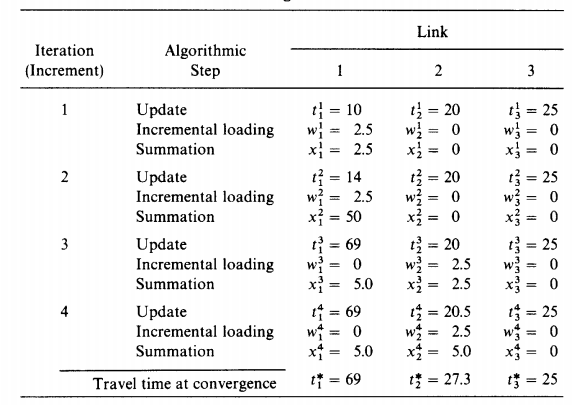 Link
Iteration Algorithmic
(Increment) Step 1 2 3
1 Update t₁¹ = 10 t₂¹ = 20 t₃¹ = 25
Incremental loading w₁¹ = 2.5 w₂¹ = 0 w₃¹ = 0
Summation x₁¹ = 2.5 x₂¹ = 0 x₃¹ = 0
2 Update t₁² = 14 t₂² = 20 t₃² = 25
Incremental loading w₁² = 2.5 w₂² = 0 w₃² = 0
Summation x₁² = 50 x₂² = 0 x₃² = 0
3 Update t₁³ = 69 t₂³ = 20 t₃³ = 25
Incremental loading w₁³ = 0 w₂³ = 2.5 w₃³ = 0
Summation x₁³ = 5.0 x₂³ = 2.5 x₃³ = 0
4 Update t₁⁴ = 69 t₂⁴ = 20.5 t₃⁴ = 25
Incremental loading w₁⁴ = 0 w₂⁴ = 2.5 w₃⁴ = 0
Summation x₁⁴ = 5.0 x₂⁴ = 5.0 x₃⁴ = 0
Travel time at convergence t₁* = 69 t₂* = 27.3 t₃* = 25